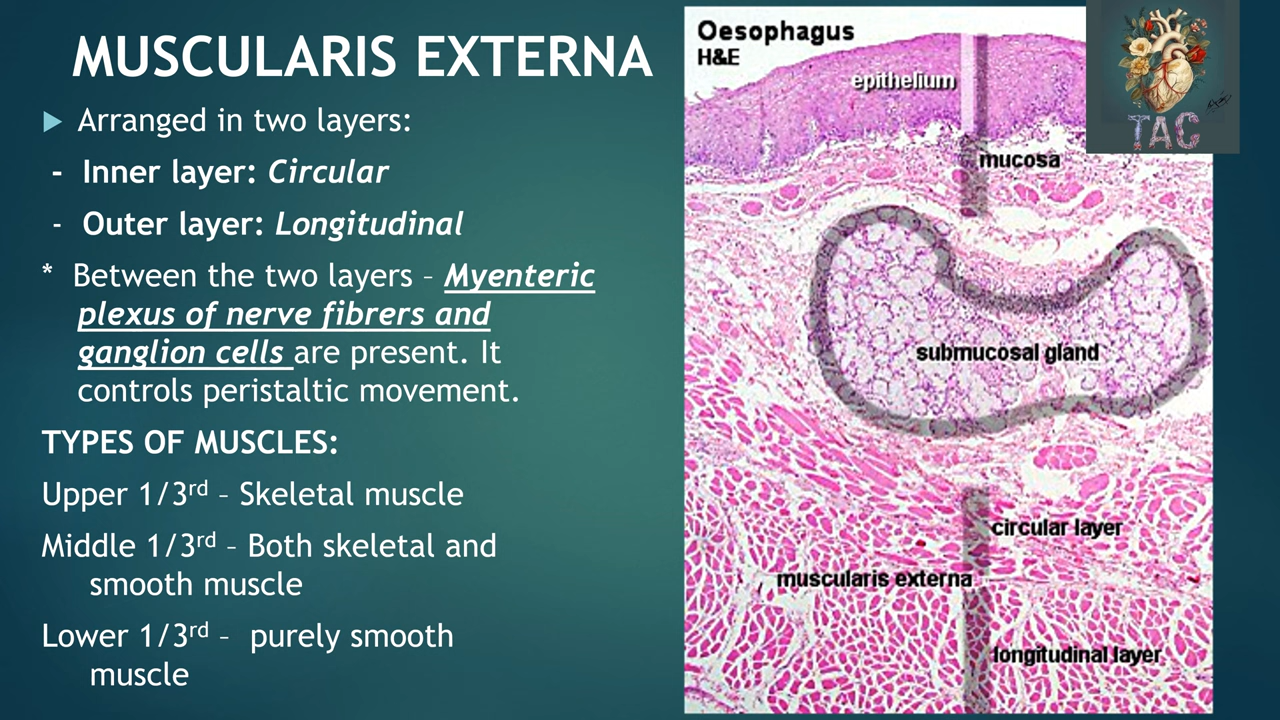 MUSCULARIS EXTERNA
▶ Arranged in two layers:
- Inner layer: Circular
- Outer layer: Longitudinal
* Between the two layers – Myenteric
plexus of nerve fibrers and
ganglion cells are present. It
controls peristaltic movement.
TYPES OF MUSCLES:
Upper 1/3rd – Skeletal muscle
Middle 1/3rd – Both skeletal and
smooth muscle
Lower 1/3rd – purely smooth
muscle
Oesophagus
H&E
epithelium
mucosa
submucosal gland
circular layer
muscularis externa
longitudinal layer
TAC